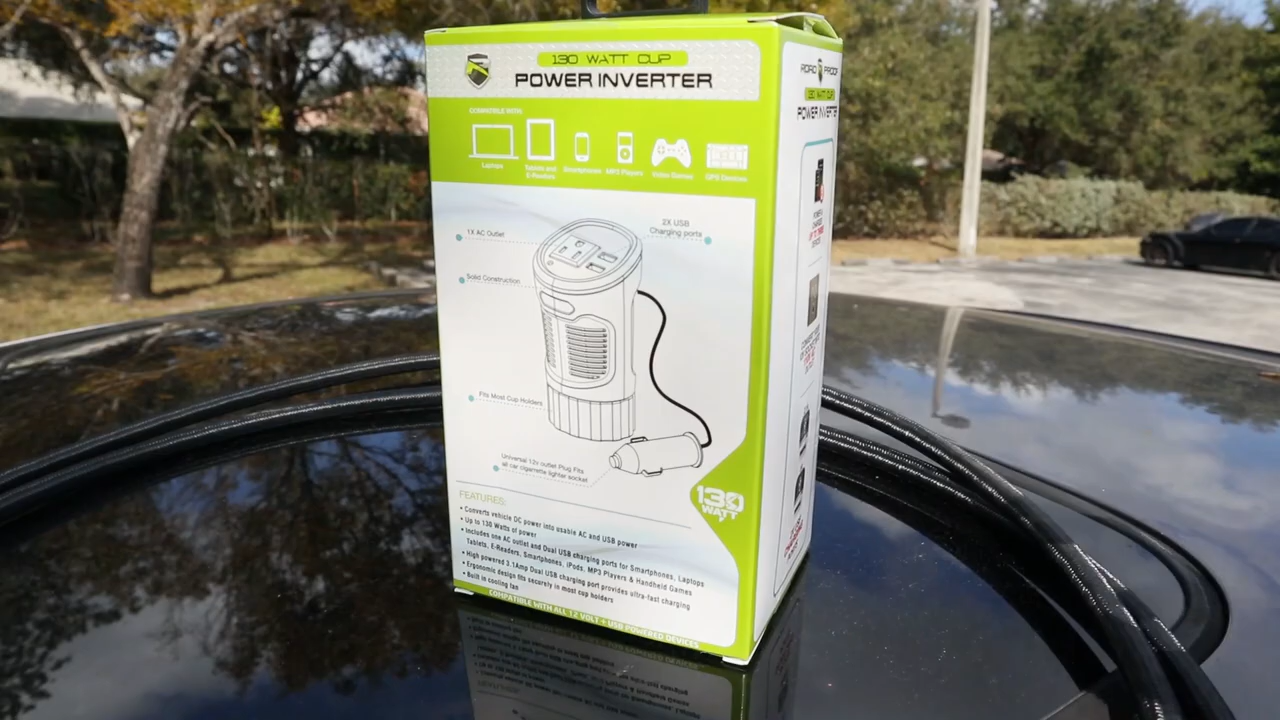 130 WATT CUP
POWER INVERTER
COMPATIBLE WITH:
Laptops
Tablets and
E-Readers
Smartphones
MP3 Players
Video Games
GPS Devices
1X AC Outlet
2X USB
Charging ports
Solid Construction
Fits Most Cup Holders
Universal 12v outlet Plug Fits
all car cigarette lighter socket
130
WATT
FEATURES:
• Converts vehicle DC power into usable AC and USB power
• Up to 130 Watts of power
• Includes one AC outlet and Dual USB charging ports for Smartphones, Laptops
Tablets, E-Readers, Smartphones, iPods, MP3 Players & Handheld Games
• High powered 3.1Amp Dual USB charging port provides ultra-fast charging
• Ergonomic design fits securely in most cup holders
• Built in cooling fan
COMPATIBLE WITH ALL 12 VOLT + USB POWERED DEVICES
ROAD PROOF
130 WATT CUP
POWER INVERTER